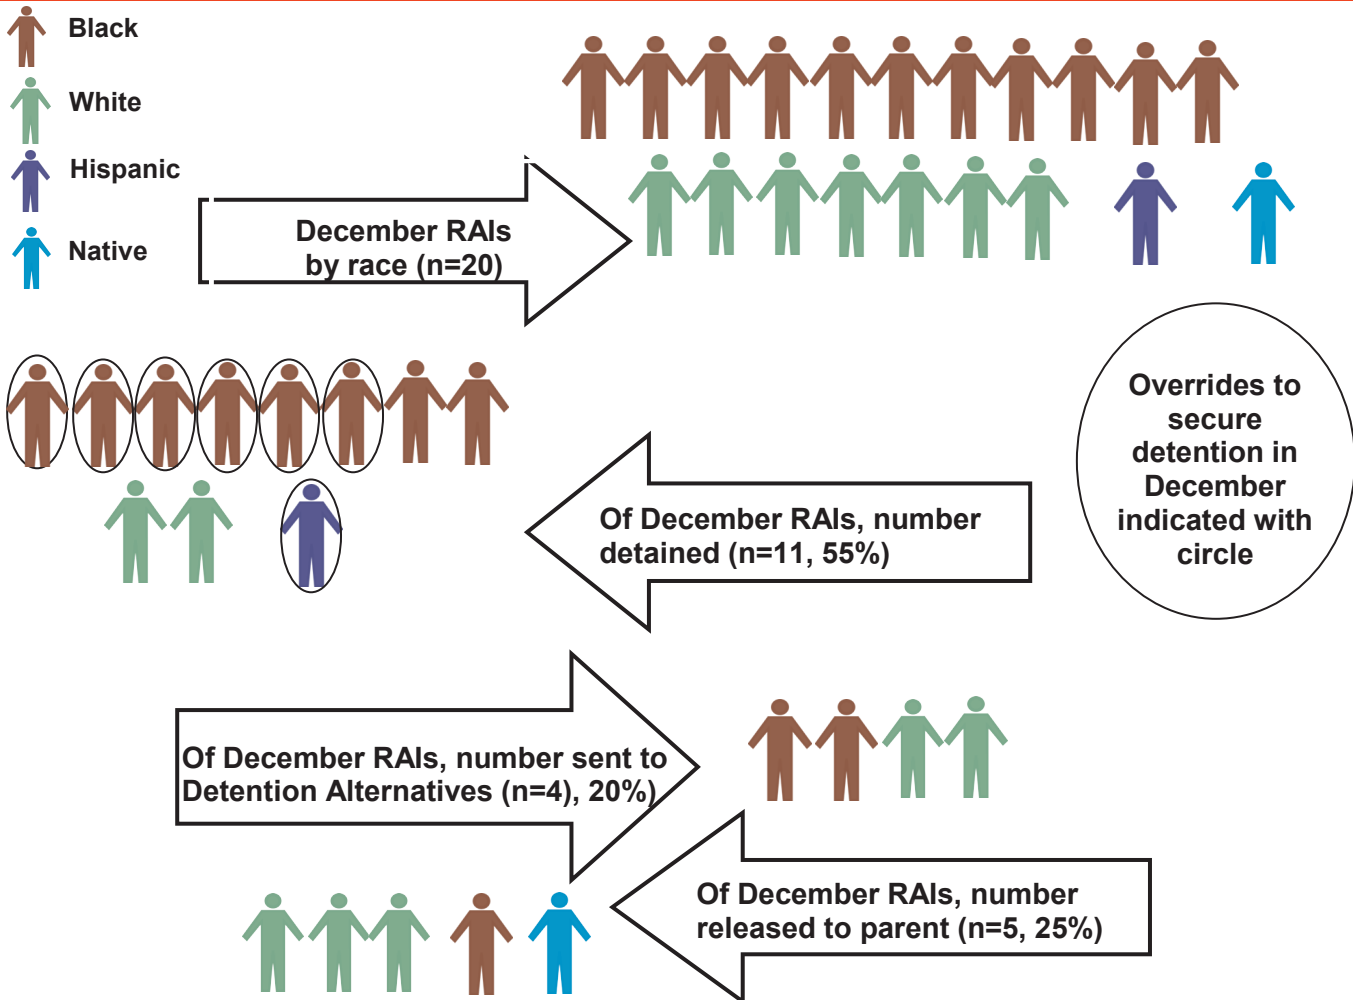 Black
White
Hispanic
Native
December RAIs
by race (n=20)
Overrides to
secure
detention in
December
indicated with
circle
Of December RAIs, number
detained (n=11, 55%)
Of December RAIs, number sent to
Detention Alternatives (n=4), 20%)
Of December RAIs, number
released to parent (n=5, 25%)